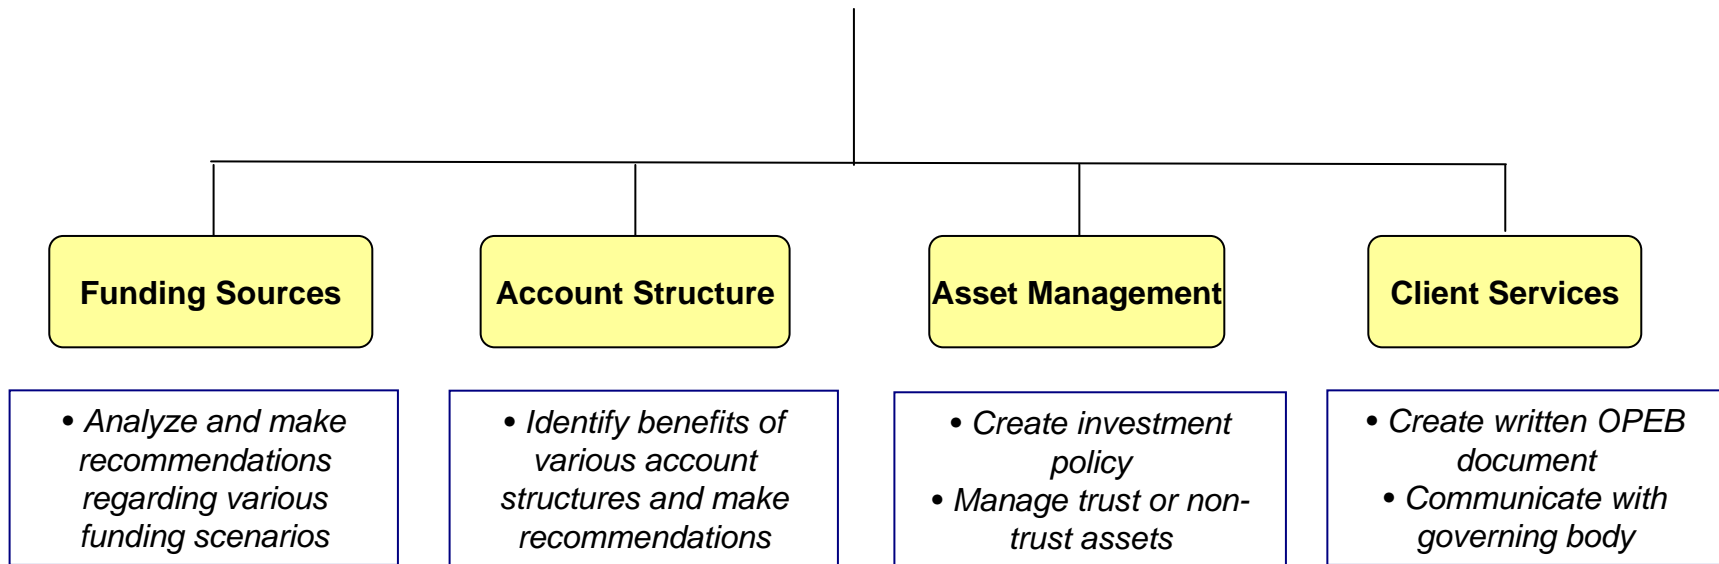 Funding Sources
Account Structure
Asset Management
Client Services
• Analyze and make
recommendations
regarding various
funding scenarios
• Identify benefits of
various account
structures and make
recommendations
• Create investment
policy
• Manage trust or non-
trust assets
• Create written OPEB
document
• Communicate with
governing body